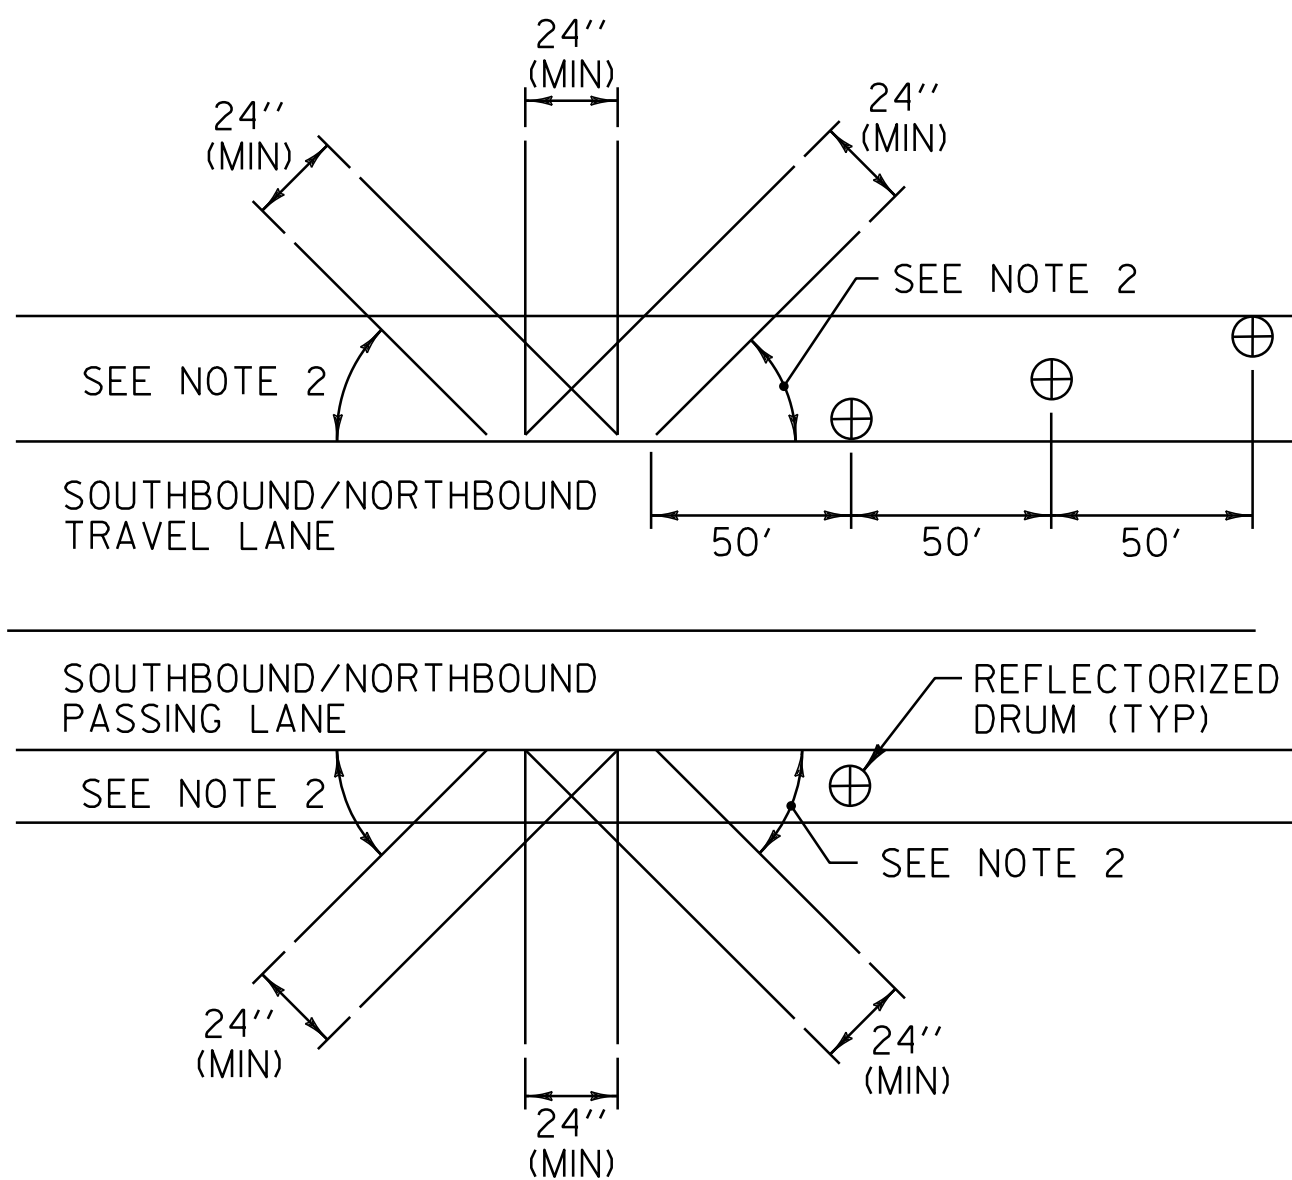 24''
(MIN)
24''
(MIN)
24''
(MIN)
SEE NOTE 2
SEE NOTE 2
SOUTHBOUND/NORTHBOUND
TRAVEL LANE
50'
50'
50'
SOUTHBOUND/NORTHBOUND
PASSING LANE
REFLECTORIZED
DRUM (TYP)
SEE NOTE 2
SEE NOTE 2
24''
(MIN)
24''
(MIN)
24''
(MIN)